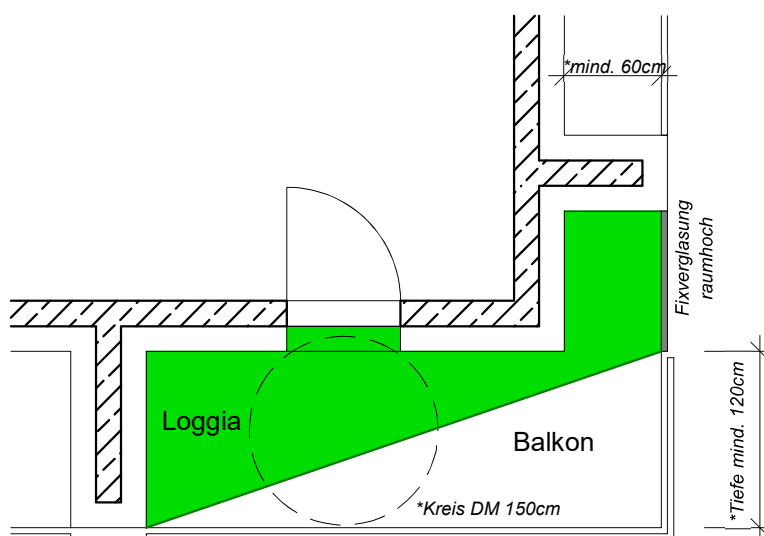 *mind. 60cm
Fixverglasung
raumhoch
Loggia
Balkon
*Kreis DM 150cm
*Tiefe mind. 120cm